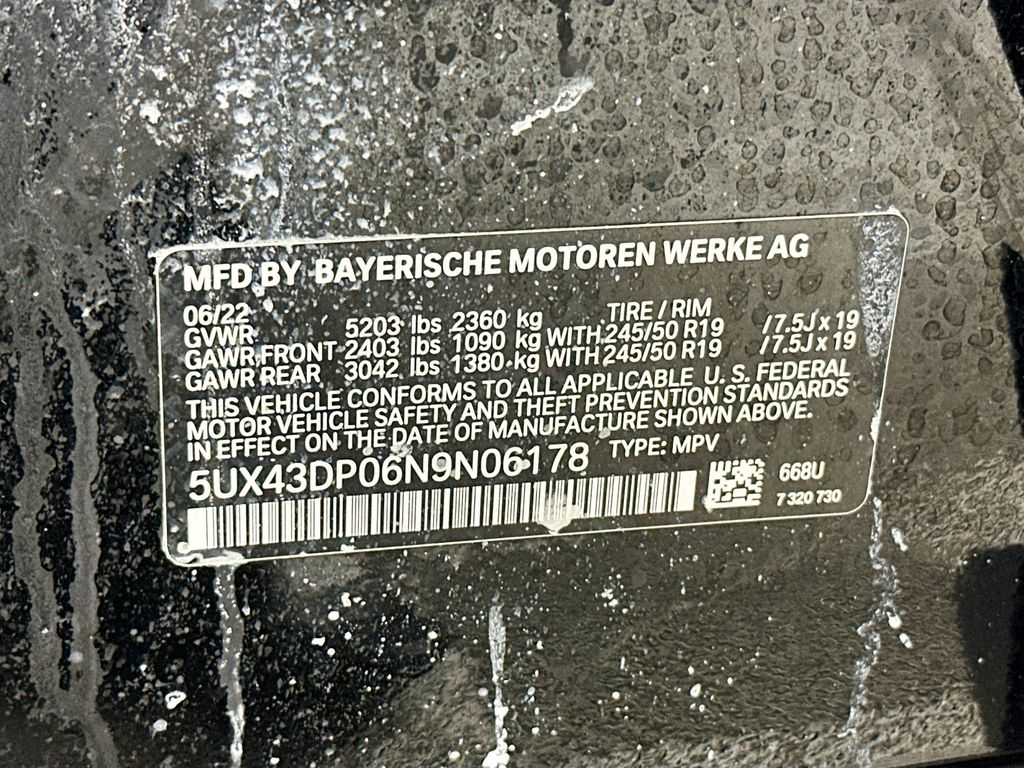 MFD BY BAYERISCHE MOTOREN WERKE AG
06/22 TIRE / RIM
GVWR 5203 lbs 2360 kg
GAWR FRONT 2403 lbs 1090 kg WITH 245/50 R19 / 7.5J x 19
GAWR REAR 3042 lbs 1380 kg WITH 245/50 R19 / 7.5J x 19
THIS VEHICLE CONFORMS TO ALL APPLICABLE U. S. FEDERAL
MOTOR VEHICLE SAFETY AND THEFT PREVENTION STANDARDS
IN EFFECT ON THE DATE OF MANUFACTURE SHOWN ABOVE.
5UX43DP06N9N06178 TYPE: MPV
668U
7 320 730